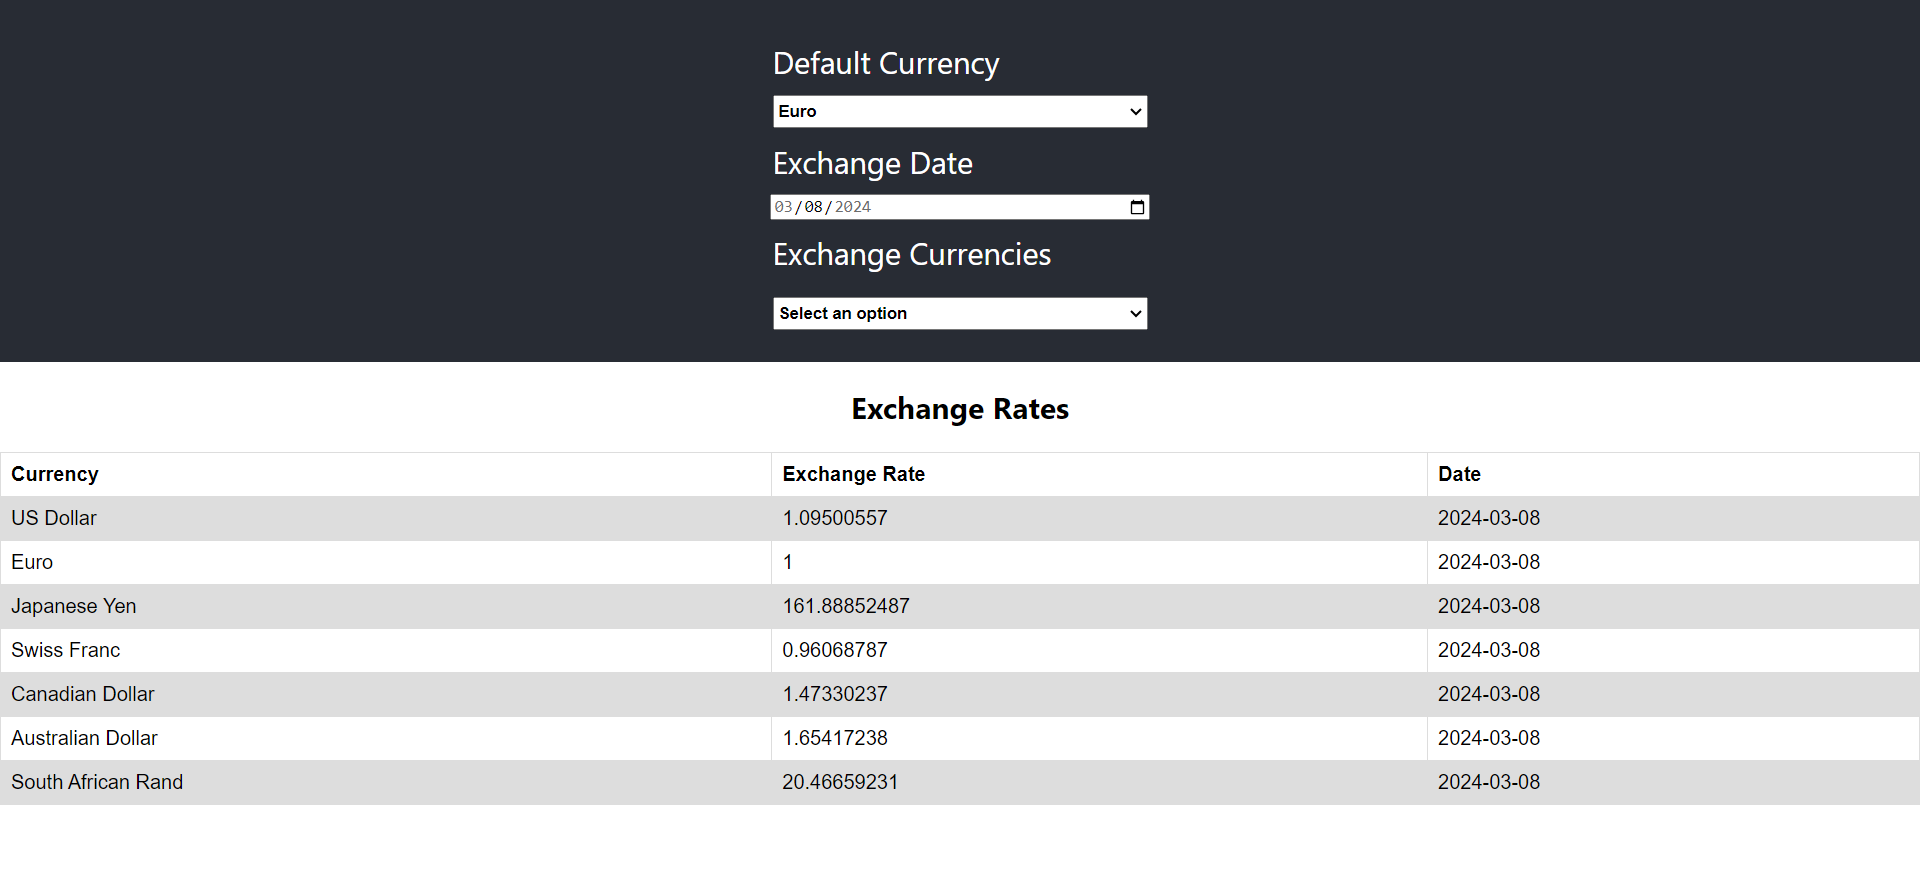 Default Currency
Euro
Exchange Date
03/08/2024
Exchange Currencies
Select an option
Exchange Rates
Currency Exchange Rate Date
US Dollar 1.09500557 2024-03-08
Euro 1 2024-03-08
Japanese Yen 161.88852487 2024-03-08
Swiss Franc 0.96068787 2024-03-08
Canadian Dollar 1.47330237 2024-03-08
Australian Dollar 1.65417238 2024-03-08
South African Rand 20.46659231 2024-03-08